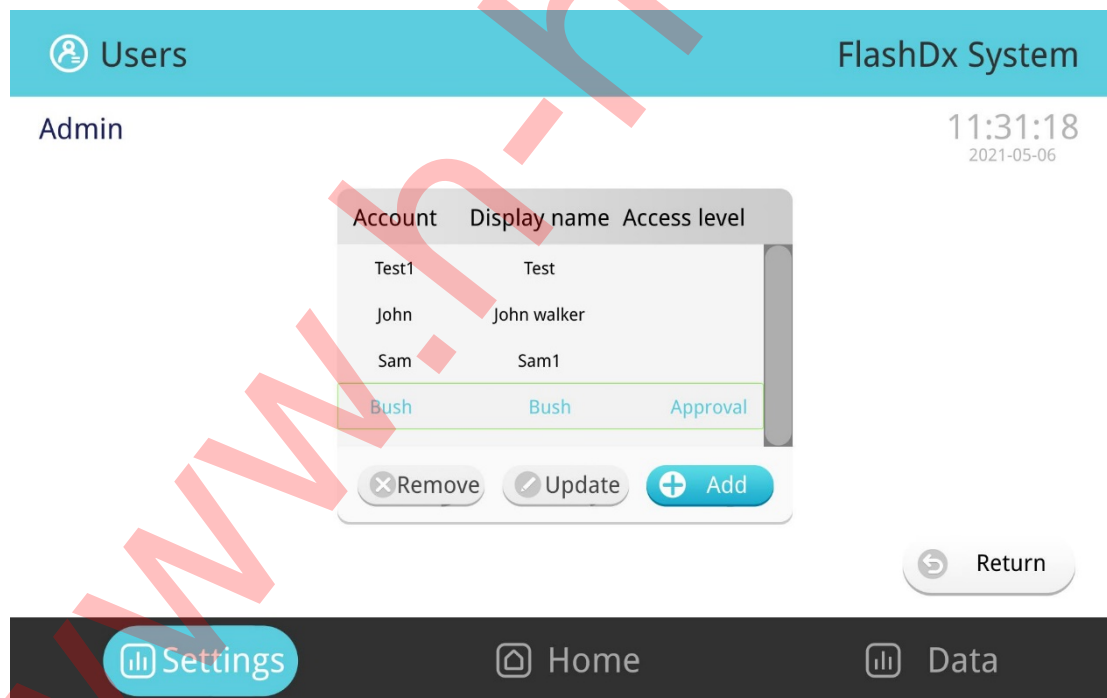 Users FlashDx System
Admin 11:31:18
2021-05-06
Account Display name Access level
Test1 Test
John John walker
Sam Sam1
Bush Bush Approval
Remove Update Add
Return
Settings Home Data
www.h-